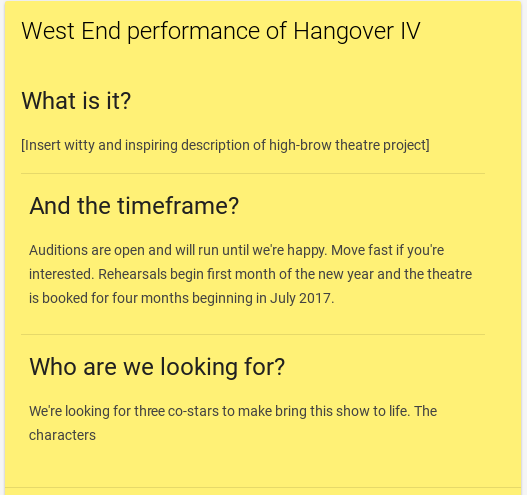 West End performance of Hangover IV
What is it?
[Insert witty and inspiring description of high-brow theatre project]
And the timeframe?
Auditions are open and will run until we're happy. Move fast if you're
interested. Rehearsals begin first month of the new year and the theatre
is booked for four months beginning in July 2017.
Who are we looking for?
We're looking for three co-stars to make bring this show to life. The
characters